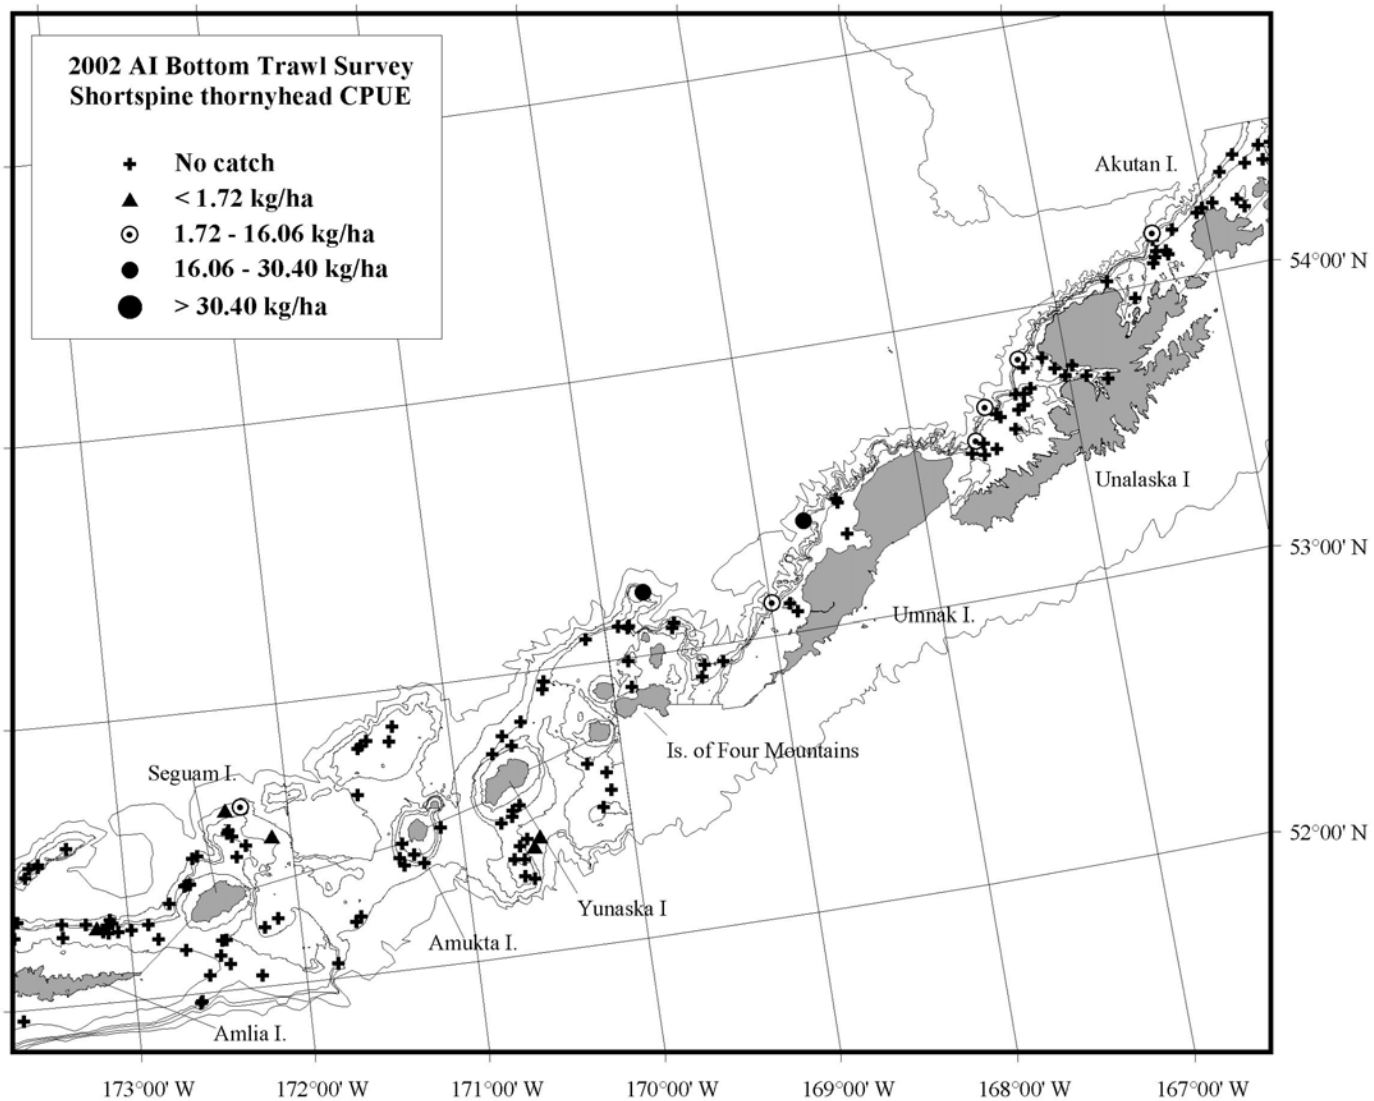 2002 AI Bottom Trawl Survey
Shortspine thornyhead CPUE
No catch
< 1.72 kg/ha
1.72 - 16.06 kg/ha
16.06 - 30.40 kg/ha
> 30.40 kg/ha
Akutan I.
54°00' N
Unalaska I
53°00' N
Umnak I.
Is. of Four Mountains
Seguam I.
52°00' N
Yunaska I
Amukta I.
Amlia I.
173°00' W 172°00' W 171°00' W 170°00' W 169°00' W 168°00' W 167°00' W